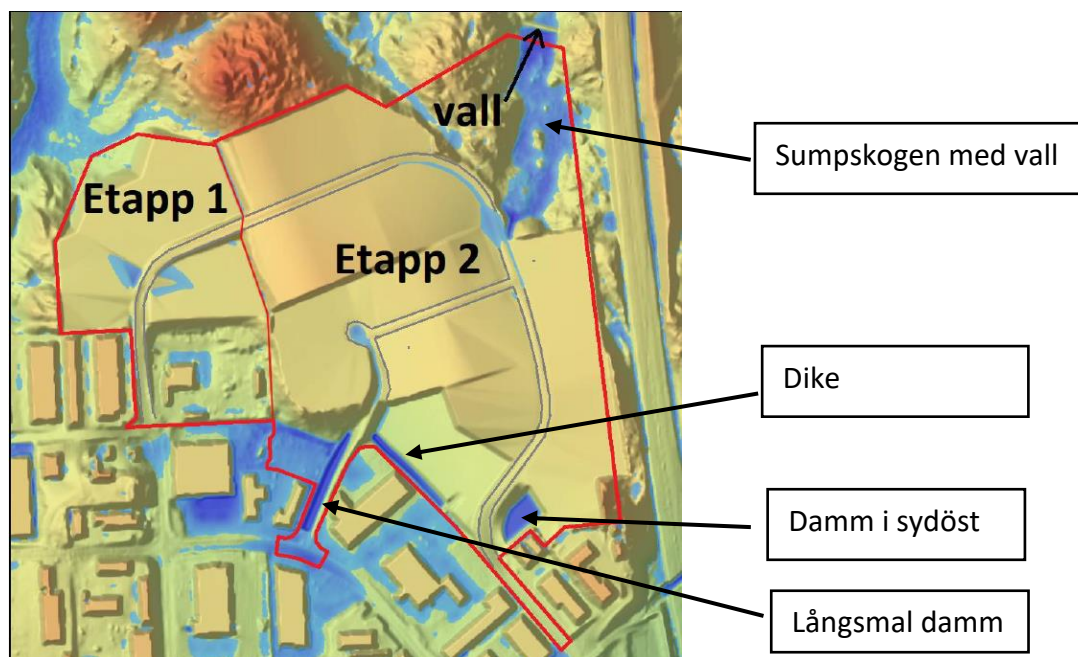 vall
Sumpskogen med vall
Etapp 1
Etapp 2
Dike
Damm i sydöst
Långsmal damm